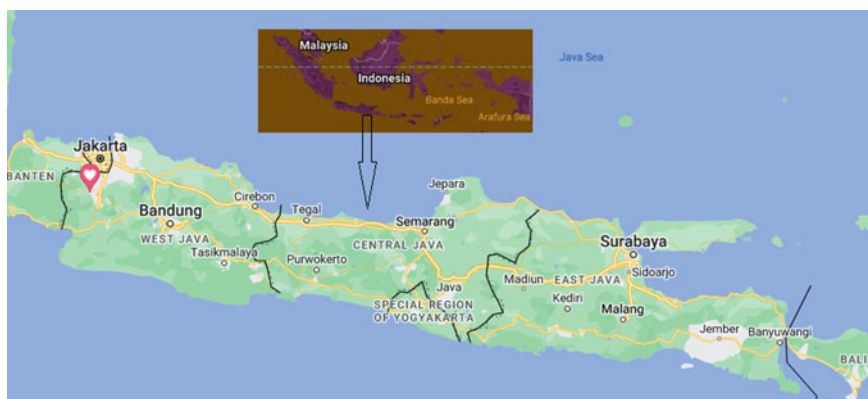 Malaysia
Indonesia
Banda Sea
Arafura Sea
Java Sea
Jakarta
BANTEN
Bandung
WEST JAVA
Tasikmalaya
Cirebon
Tegal
Purwokerto
CENTRAL JAVA
Jepara
Semarang
Java
SPECIAL REGION
OF YOGYAKARTA
Surabaya
Sidoarjo
Madiun
EAST JAVA
Kediri
Malang
Jember
Banyuwangi
BALI